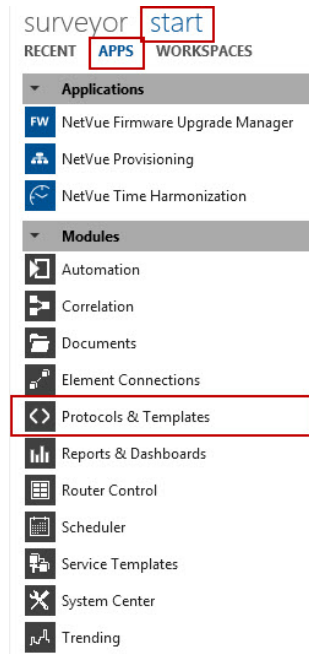 surveyor start
RECENT APPS WORKSPACES
Applications
FW NetVue Firmware Upgrade Manager
NetVue Provisioning
NetVue Time Harmonization
Modules
Automation
Correlation
Documents
Element Connections
Protocols & Templates
Reports & Dashboards
Router Control
Scheduler
Service Templates
System Center
Trending